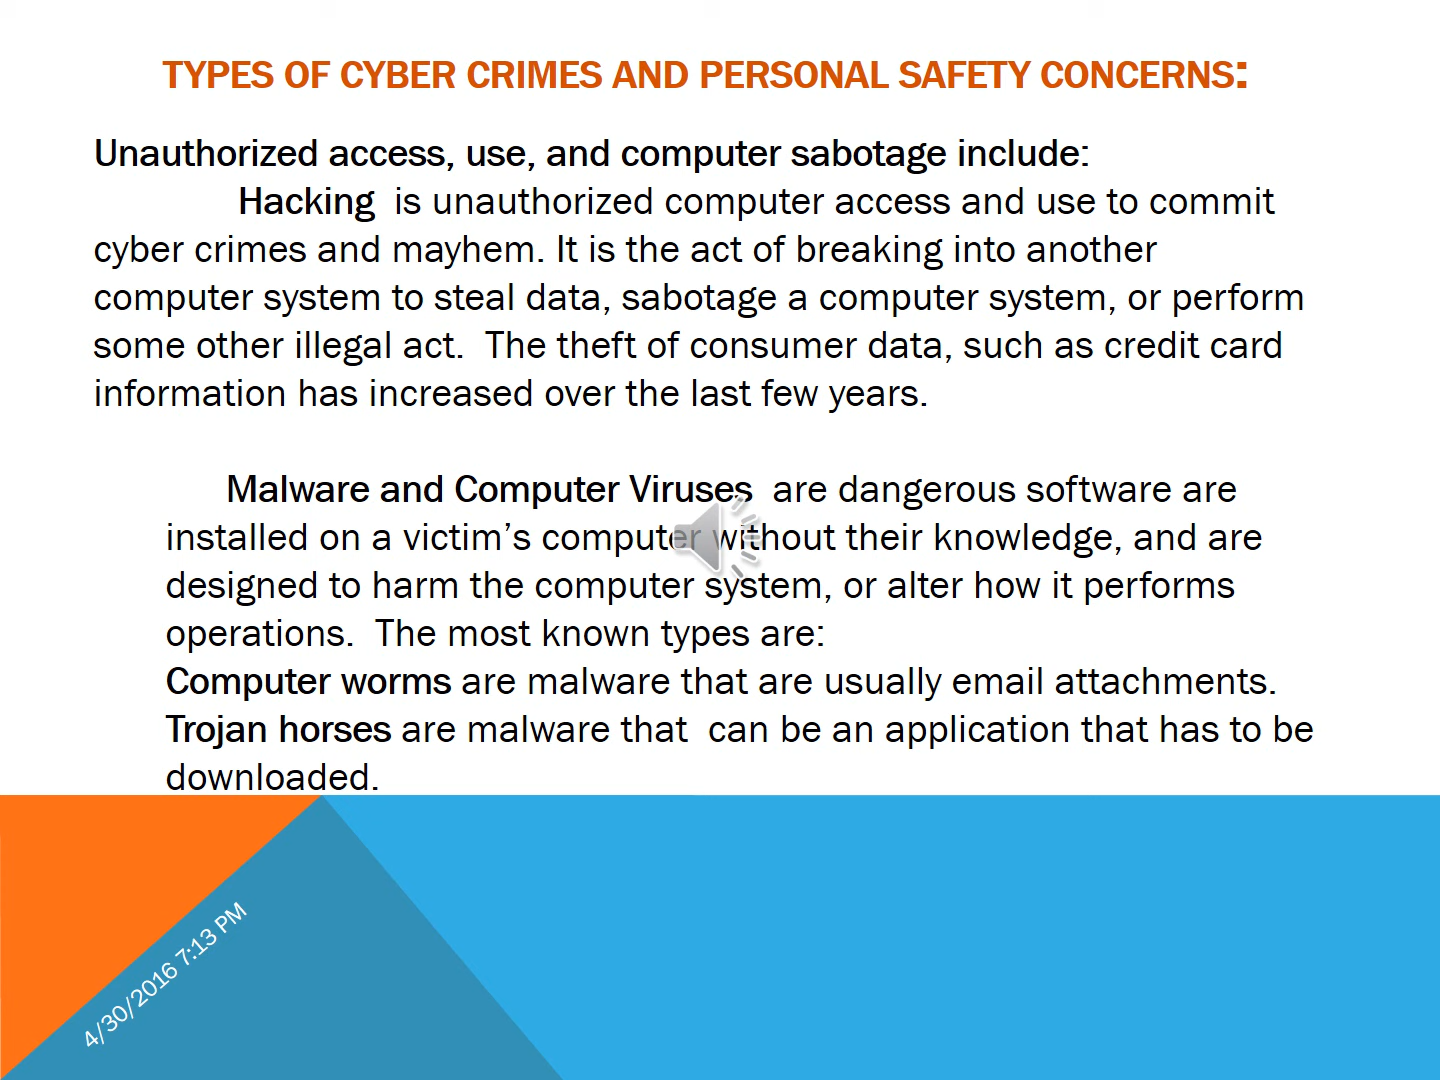 TYPES OF CYBER CRIMES AND PERSONAL SAFETY CONCERNS:
Unauthorized access, use, and computer sabotage include:
Hacking is unauthorized computer access and use to commit
cyber crimes and mayhem. It is the act of breaking into another
computer system to steal data, sabotage a computer system, or perform
some other illegal act. The theft of consumer data, such as credit card
information has increased over the last few years.
Malware and Computer Viruses are dangerous software are
installed on a victim’s computer without their knowledge, and are
designed to harm the computer system, or alter how it performs
operations. The most known types are:
Computer worms are malware that are usually email attachments.
Trojan horses are malware that can be an application that has to be
downloaded.
4/30/2016 7:13 PM